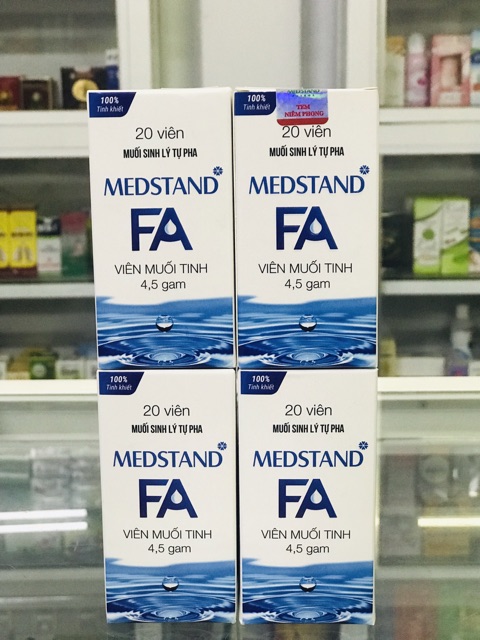 100%
Tinh khiết
20 viên
MUỐI SINH LÝ TỰ PHA
MEDSTAND
FA
VIÊN MUỐI TINH
4,5 gam
100%
Tinh khiết
MEDSTAND
TEM
NIÊM PHONG
20 viên
MUỐI SINH LÝ TỰ PHA
MEDSTAND
FA
VIÊN MUỐI TINH
4,5 gam
100%
Tinh khiết
20 viên
MUỐI SINH LÝ TỰ PHA
MEDSTAND
FA
VIÊN MUỐI TINH
4,5 gam
100%
Tinh khiết
20 viên
MUỐI SINH LÝ TỰ PHA
MEDSTAND
FA
VIÊN MUỐI TINH
4,5 gam